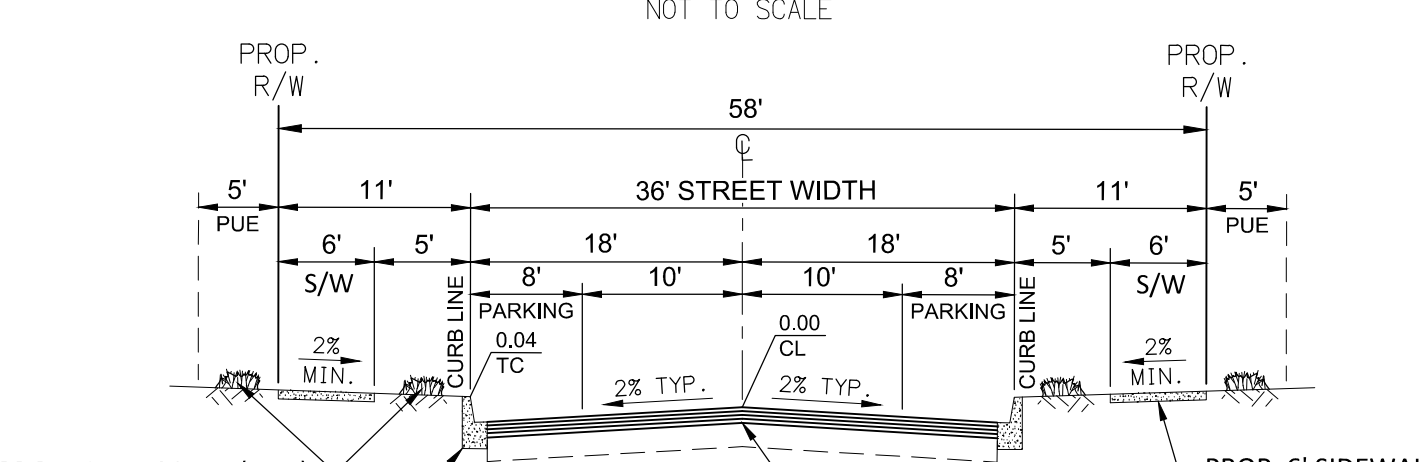 NOT TO SCALE
PROP.
R/W
PROP.
R/W
58'
CL
5'
PUE
11'
36' STREET WIDTH
11'
5'
PUE
6'
S/W
5'
18'
18'
5'
6'
S/W
8'
PARKING
10'
10'
8'
PARKING
CURB LINE
CURB LINE
2%
MIN.
0.04
TC
2% TYP.
0.00
CL
2% TYP.
2%
MIN.
PROP. 6' SIDEWAL